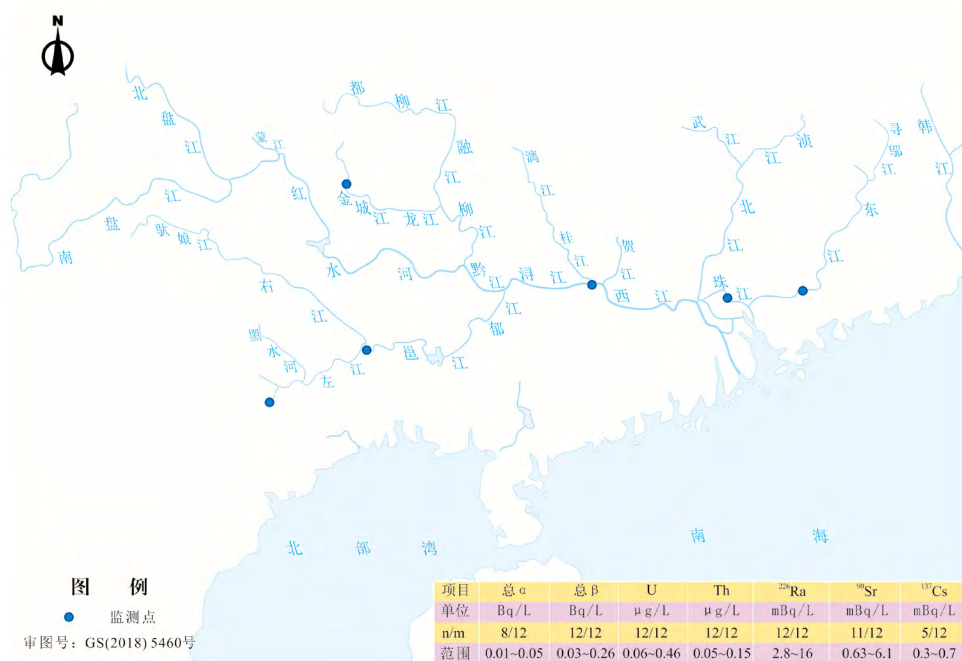 N
北盘江
都柳江
武江
浈江
寻邬江
韩江
蒙江
融江
漓江
红水河
金城江
龙江
柳江
北江
东江
南盘江
驮娘江
桂江
贺江
黔江
浔江
西江
珠江
右江
郁江
黑水河
左江
邕江
北部湾
南海
图 例
监测点
审图号：GS(2018) 5460号
项目 总α 总β U Th ²²⁶Ra ⁹⁰Sr ¹³⁷Cs
单位 Bq/L Bq/L μg/L μg/L mBq/L mBq/L mBq/L
n/m 8/12 12/12 12/12 12/12 12/12 11/12 5/12
范围 0.01~0.05 0.03~0.26 0.06~0.46 0.05~0.15 2.8~16 0.63~6.1 0.3~0.7